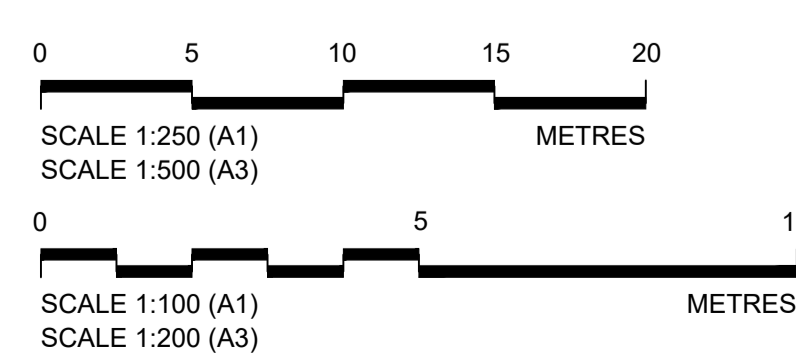 0 5 10 15 20
SCALE 1:250 (A1) METRES
SCALE 1:500 (A3)
0 5 1
SCALE 1:100 (A1) METRES
SCALE 1:200 (A3)